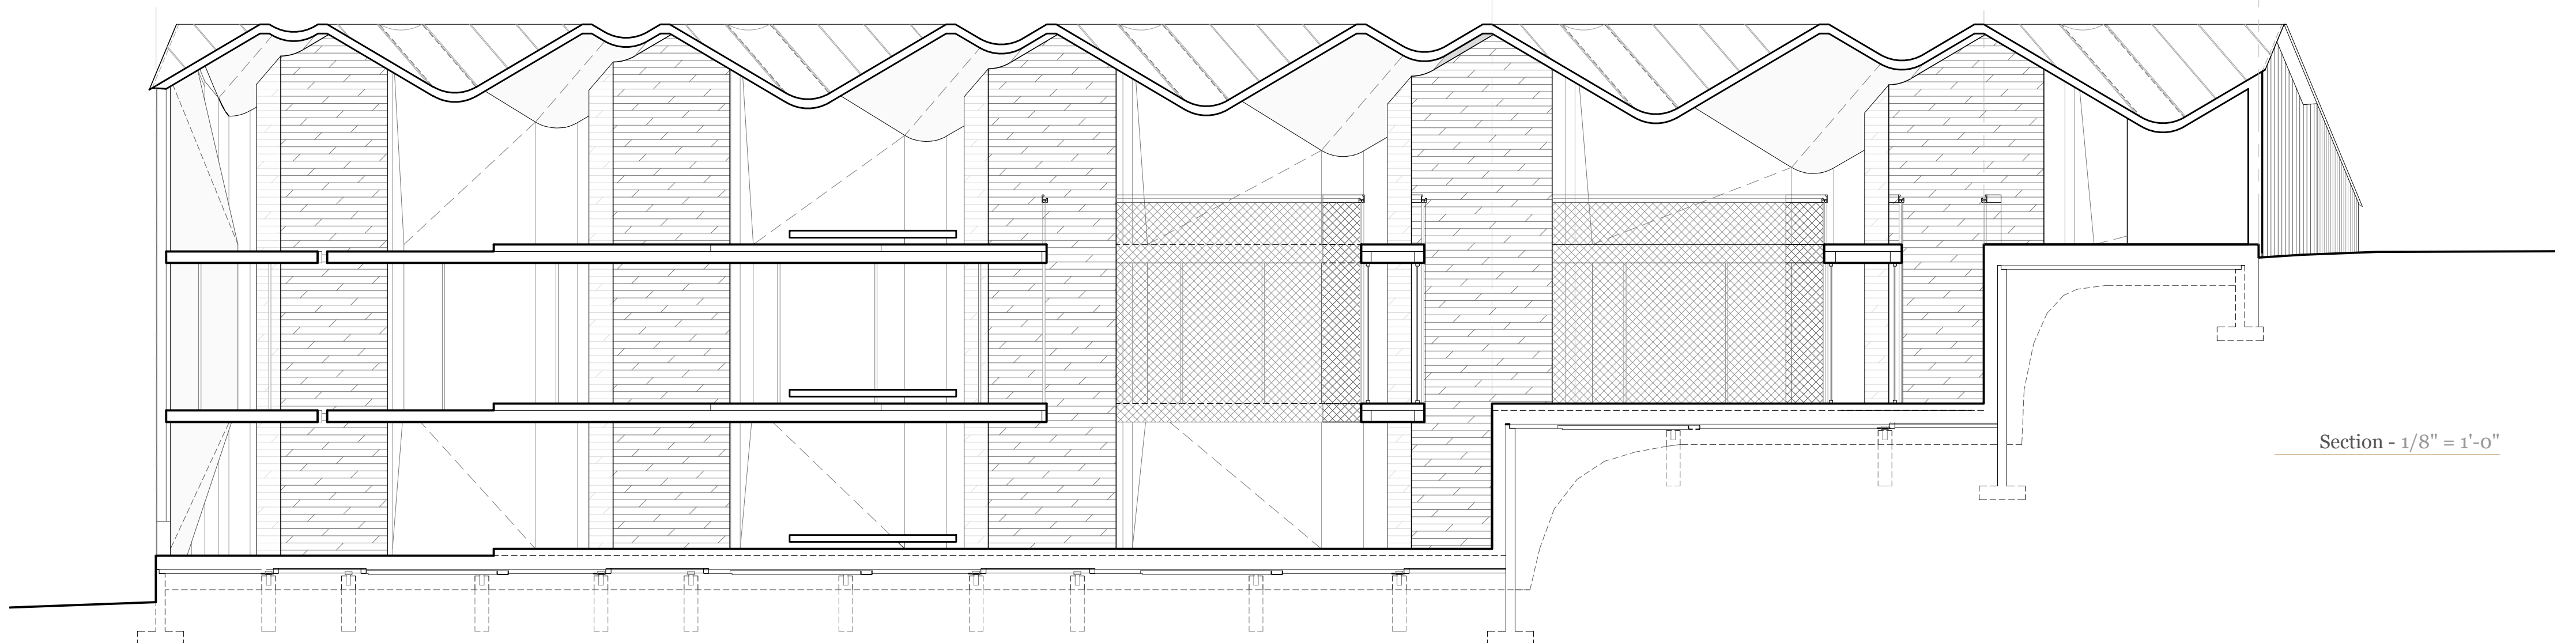 Section - 1/8" = 1'-0"